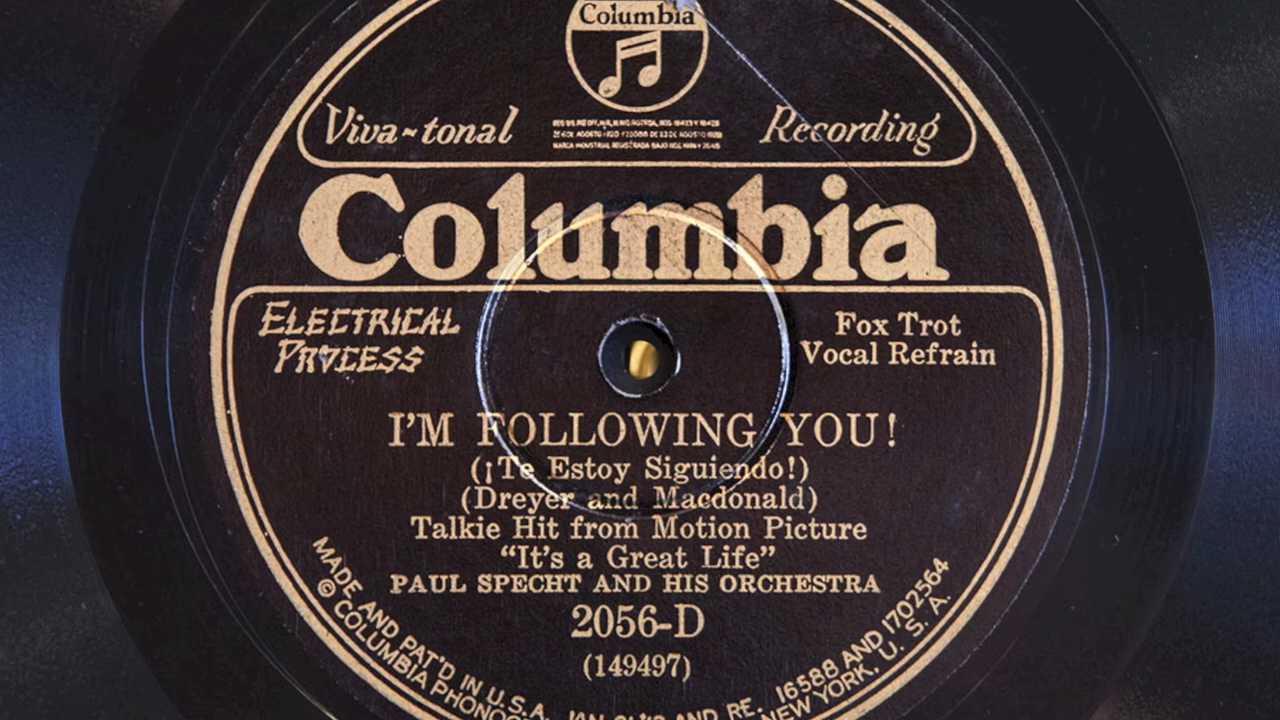 Columbia
Viva-tonal
Recording
Columbia
ELECTRICAL
PROCESS
Fox Trot
Vocal Refrain
I'M FOLLOWING YOU!
(¡Te Estoy Siguiendo!)
(Dreyer and Macdonald)
Talkie Hit from Motion Picture
"It's a Great Life"
PAUL SPECHT AND HIS ORCHESTRA
2056-D
(149497)
MADE AND PAT'D IN U.S.A. AND RE. 16588 AND 1702564
© COLUMBIA NEW YORK, U. S. A.